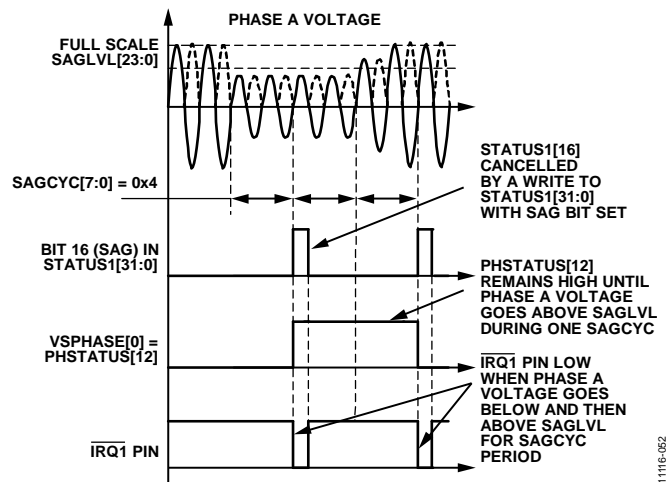 PHASE A VOLTAGE
FULL SCALE
SAGLVL[23:0]
SAGCYC[7:0] = 0x4
STATUS1[16]
CANCELLED
BY A WRITE TO
STATUS1[31:0]
WITH SAG BIT SET
BIT 16 (SAG) IN
STATUS1[31:0]
PHSTATUS[12]
REMAINS HIGH UNTIL
PHASE A VOLTAGE
GOES ABOVE SAGLVL
DURING ONE SAGCYC
VSPHASE[0] =
PHSTATUS[12]
IRQ1 PIN LOW
WHEN PHASE A
VOLTAGE GOES
BELOW AND THEN
ABOVE SAGLVL
FOR SAGCYC
PERIOD
IRQ1 PIN
11116-052